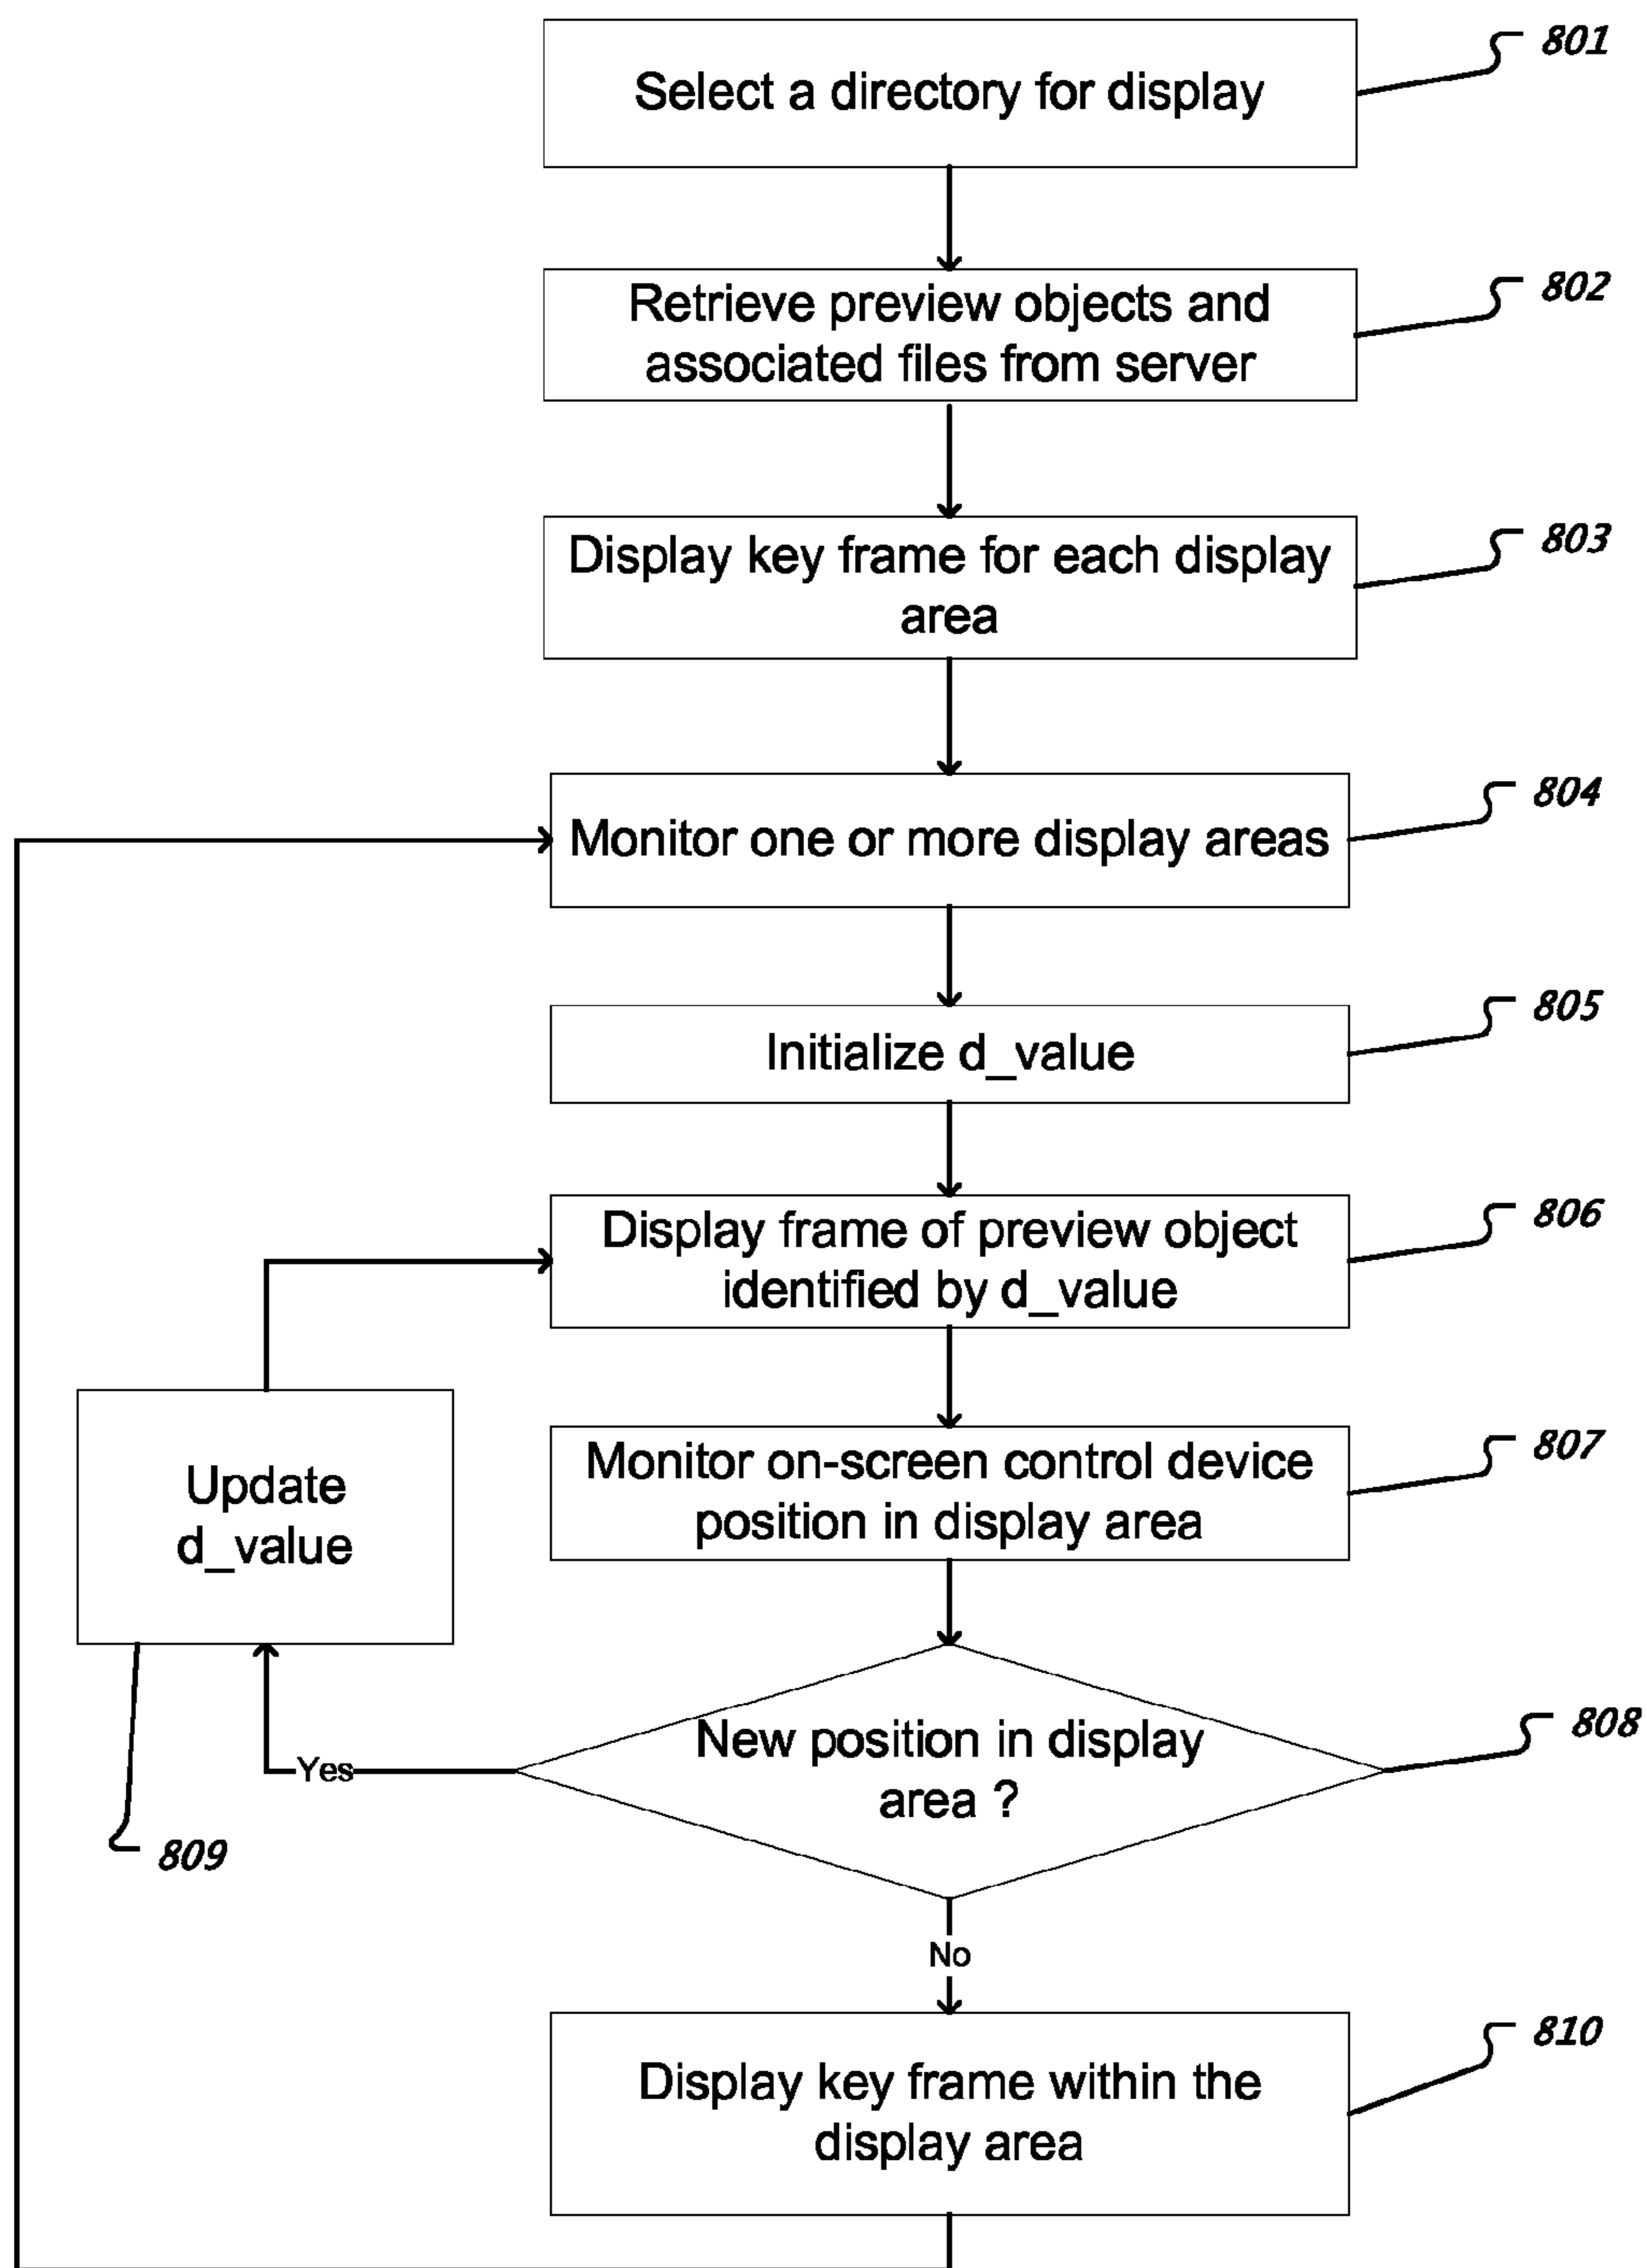 Select a directory for display
801
Retrieve preview objects and
associated files from server
802
Display key frame for each display
area
803
Monitor one or more display areas
804
Initialize d_value
805
Display frame of preview object
identified by d_value
806
Monitor on-screen control device
position in display area
807
Update
d_value
809
New position in display
area ?
808
Yes
No
Display key frame within the
display area
810